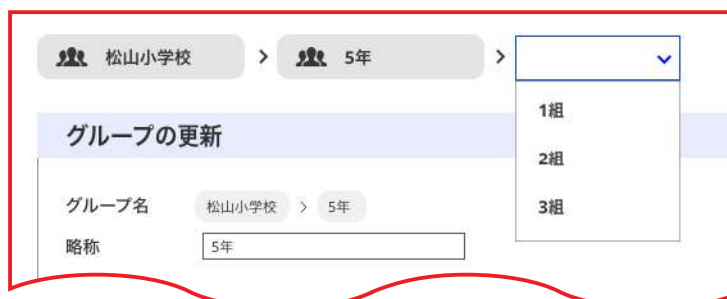 松山小学校 > 5年 >
1組
2組
3組
グループの更新
グループ名 松山小学校 > 5年
略称 5年